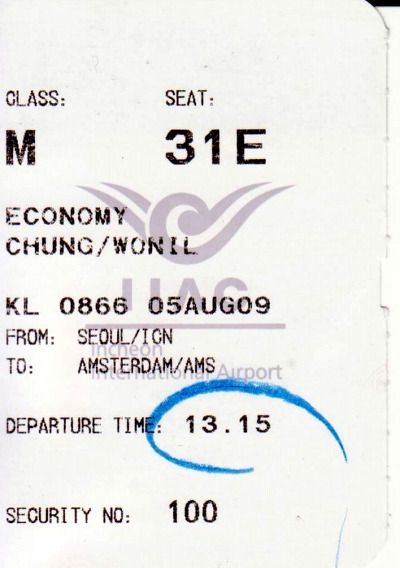 CLASS: SEAT:
M 31E
ECONOMY
CHUNG/WONIL
IIAC
KL 0866 05AUG09
FROM: SEOUL/ICN
Incheon
TO: AMSTERDAM/AMS
International Airport
DEPARTURE TIME: 13.15
SECURITY NO: 100